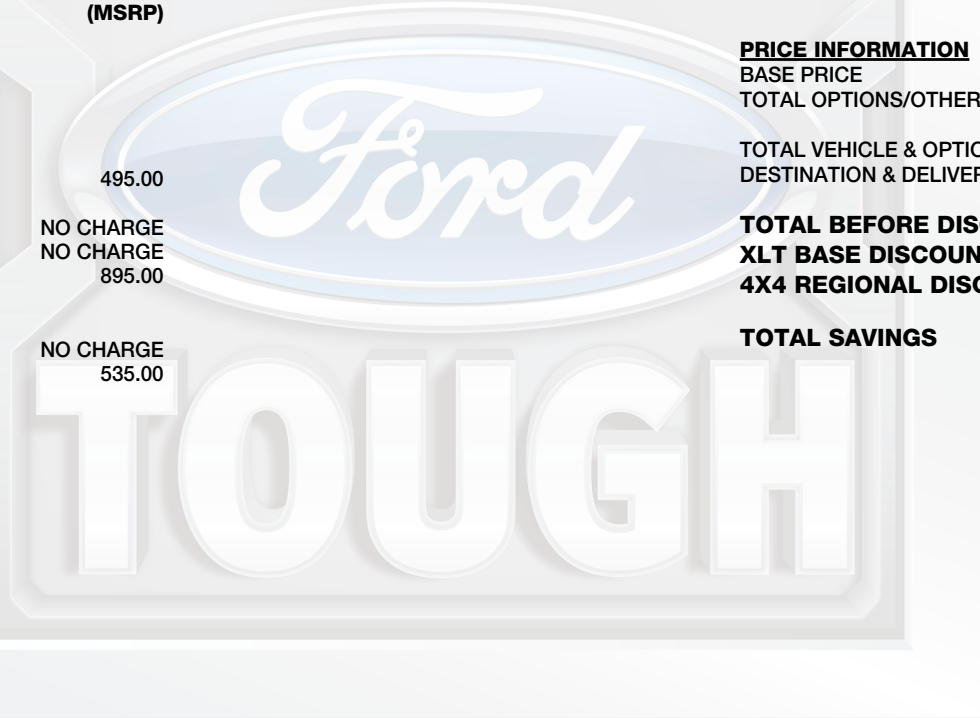 (MSRP)
495.00
NO CHARGE
NO CHARGE
895.00
NO CHARGE
535.00
PRICE INFORMATION
BASE PRICE
TOTAL OPTIONS/OTHER
TOTAL VEHICLE & OPTIO
DESTINATION & DELIVER
TOTAL BEFORE DIS
XLT BASE DISCOUN
4X4 REGIONAL DISC
TOTAL SAVINGS
Ford
TOUGH